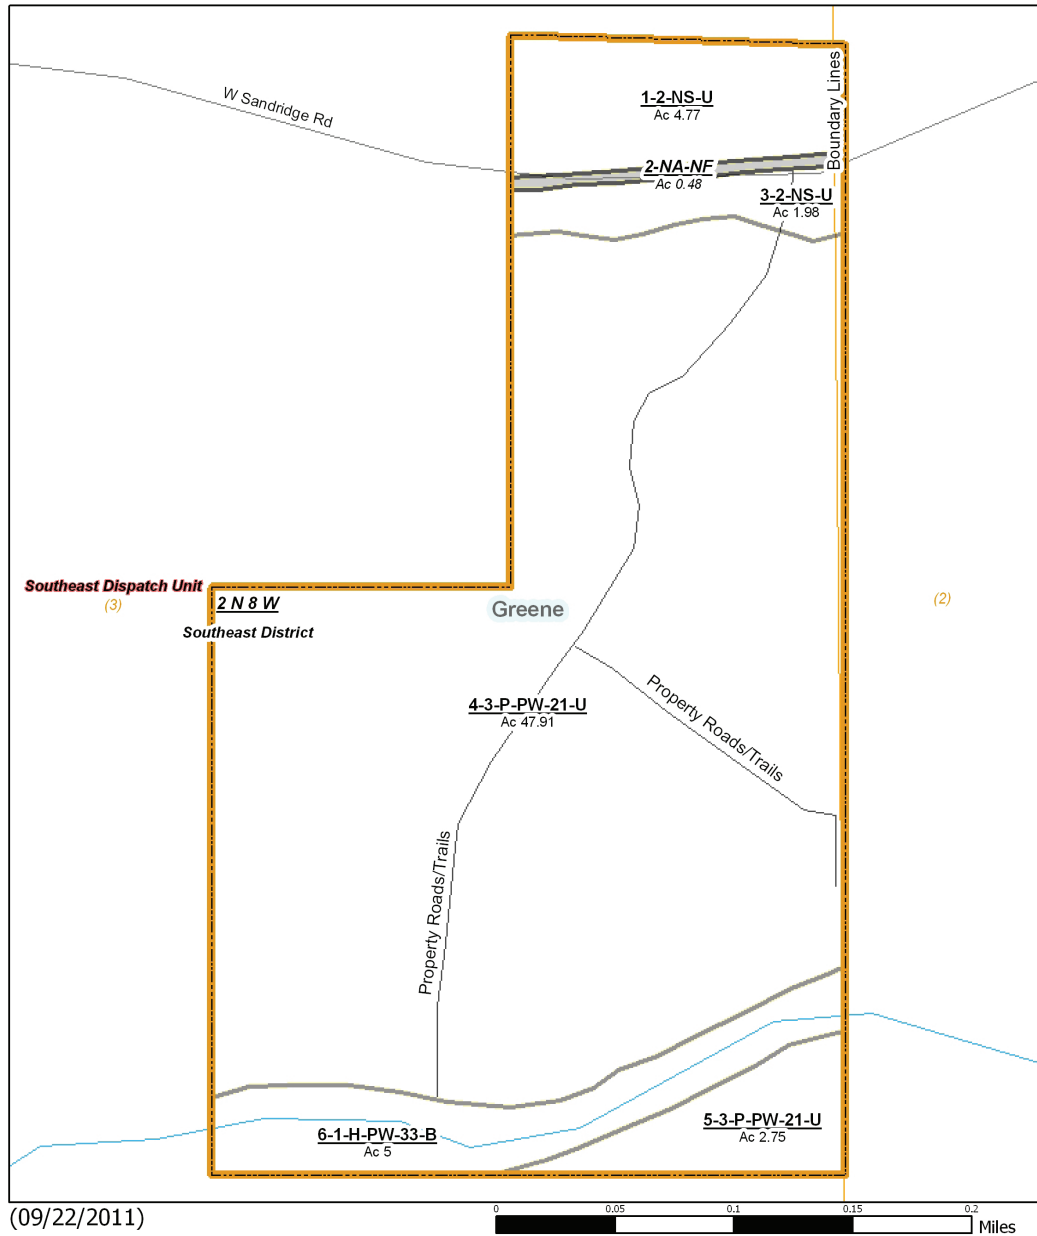 Boundary Lines
1-2-NS-U
Ac 4.77
W Sandridge Rd
2-NA-NF
Ac 0.48
3-2-NS-U
Ac 1.98
Southeast Dispatch Unit
(3)
2 N 8 W
Southeast District
Greene
(2)
4-3-P-PW-21-U
Ac 47.91
Property Roads/Trails
Property Roads/Trails
5-3-P-PW-21-U
Ac 2.75
6-1-H-PW-33-B
Ac 5
(09/22/2011)
0 0.05 0.1 0.15 0.2
Miles